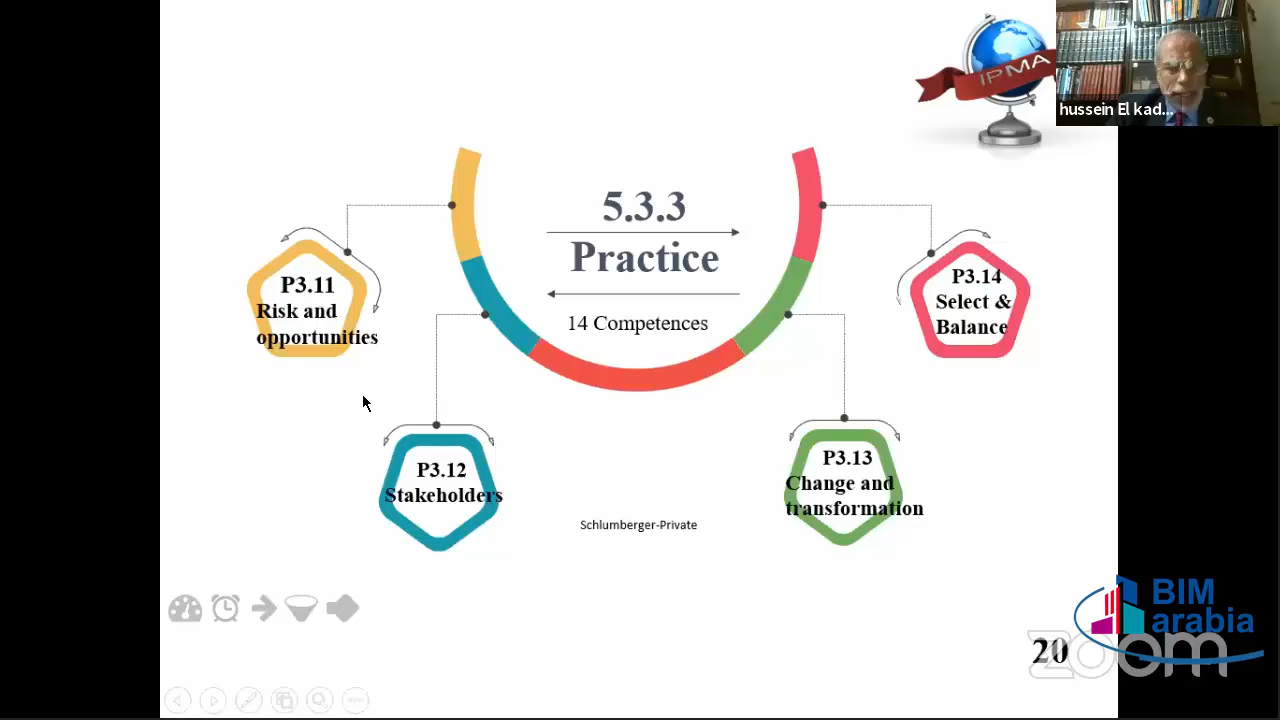 IPMA
hussein El kad...
5.3.3
Practice
14 Competences
P3.11
Risk and
opportunities
P3.14
Select &
Balance
P3.12
Stakeholders
P3.13
Change and
transformation
Schlumberger-Private
BIM
arabia
20
zoom